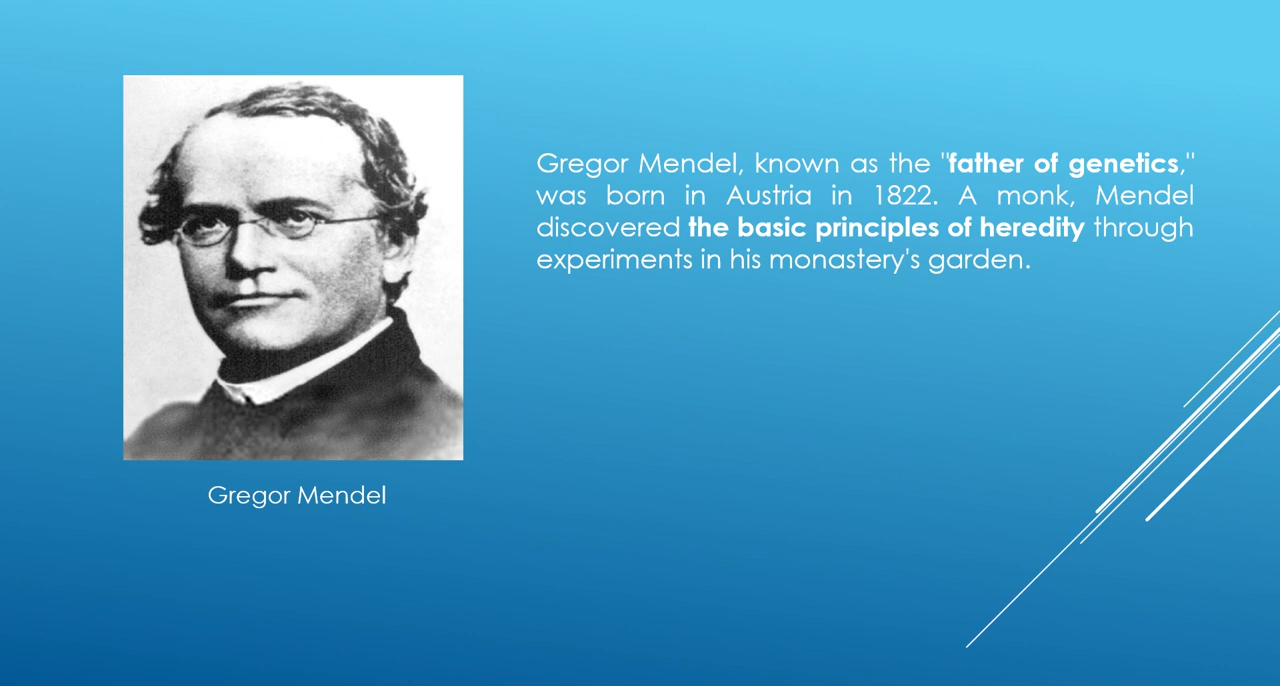 Gregor Mendel, known as the "father of genetics,"
was born in Austria in 1822. A monk, Mendel
discovered the basic principles of heredity through
experiments in his monastery's garden.
Gregor Mendel